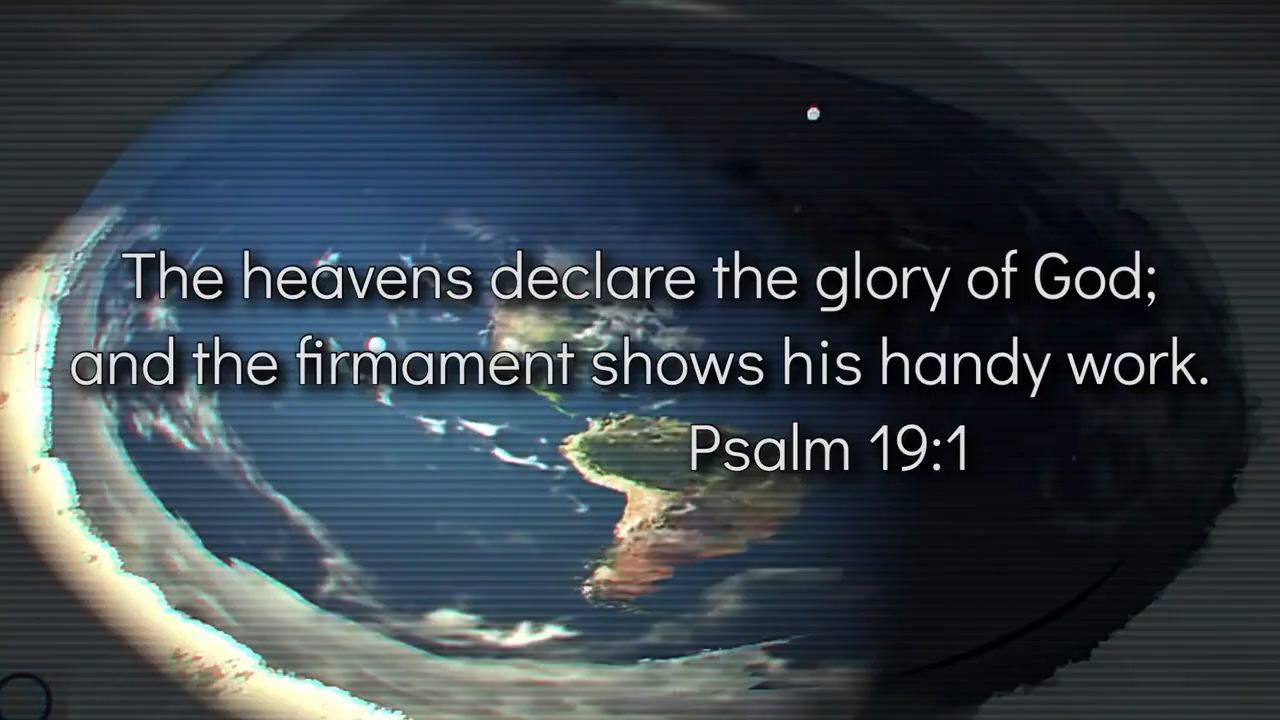 The heavens declare the glory of God;
and the firmament shows his handy work.
Psalm 19:1